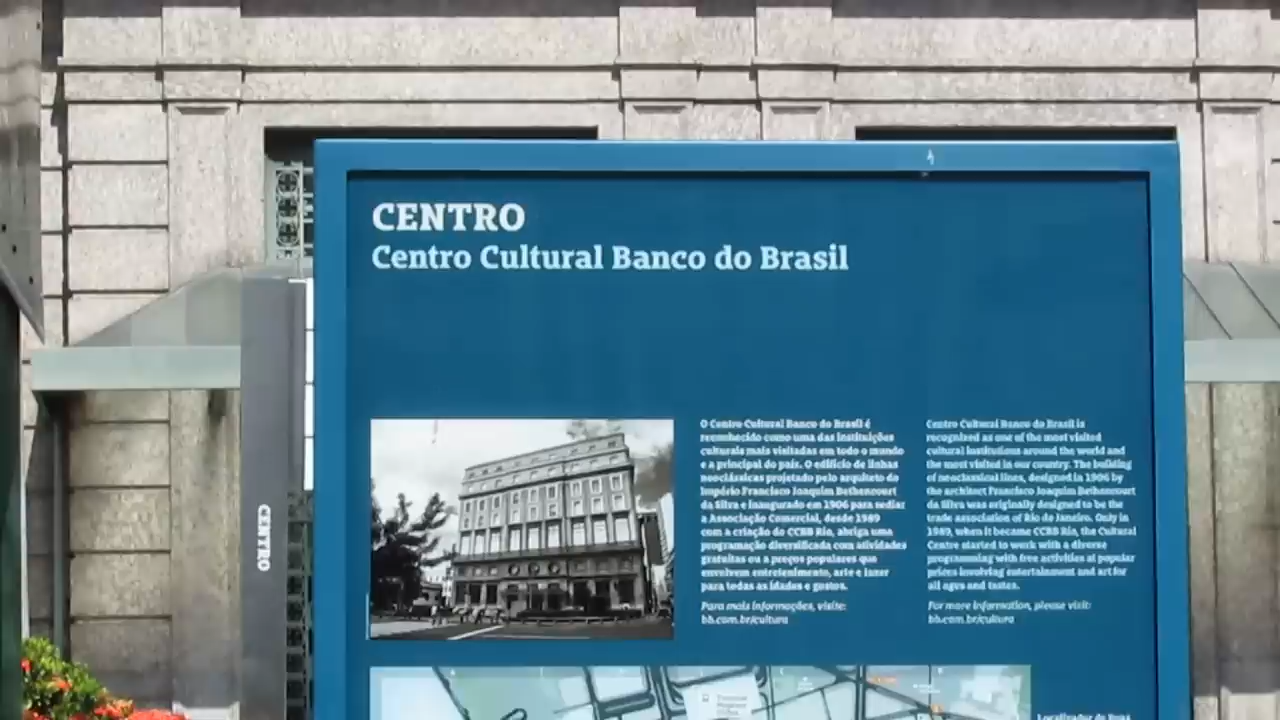 CENTRO
Centro Cultural Banco do Brasil
O Centro Cultural Banco do Brasil é
reconhecido como uma das instituições
culturais mais visitadas em todo o mundo
e a principal do país. O edifício de linhas
neoclássicas projetado pelo arquiteto do
Império Francisco Joaquim Bethencourt
da Silva e inaugurado em 1906 para sediar
a Associação Comercial, desde 1989
com a criação do CCBB Rio, abriga uma
programação diversificada com atividades
gratuitas ou a preços populares que
envolvem entretenimento, arte e lazer
para todas as idades e gostos.
Para mais informações, visite:
bb.com.br/cultura
Centro Cultural Banco do Brasil is
recognized as one of the most visited
cultural institutions around the world and
the most visited in our country. The building
of neoclassical lines, designed in 1906 by
the architect Francisco Joaquim Bethencourt
da Silva was originally designed to be the
trade association of Rio de Janeiro. Only in
1989, when it became CCBB Rio, the Cultural
Centre started to work with a diverse
programming with free activities at popular
prices involving entertainment and art for
all ages and tastes.
For more information, please visit:
bb.com.br/cultura
CENTRO